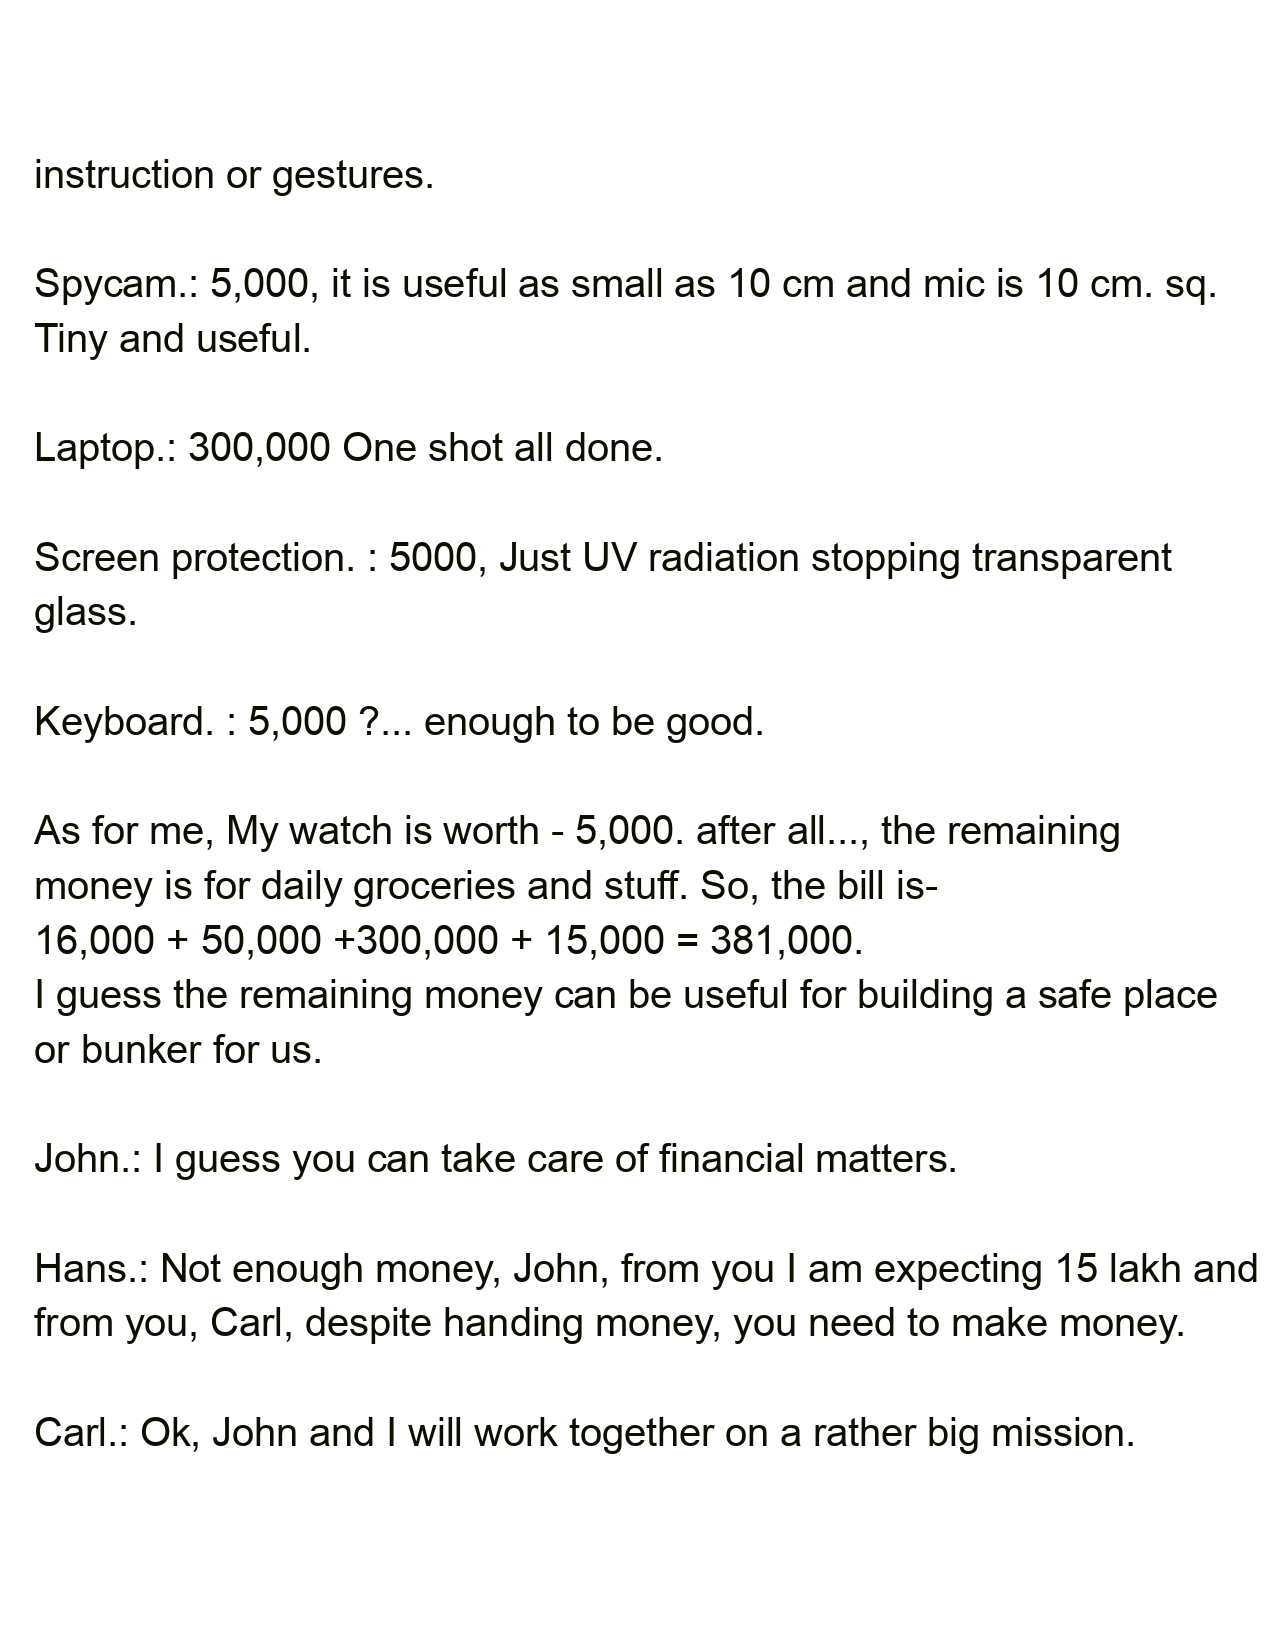 instruction or gestures.
Spycam.: 5,000, it is useful as small as 10 cm and mic is 10 cm. sq.
Tiny and useful.
Laptop.: 300,000 One shot all done.
Screen protection. : 5000, Just UV radiation stopping transparent
glass.
Keyboard. : 5,000 ?... enough to be good.
As for me, My watch is worth - 5,000. after all..., the remaining
money is for daily groceries and stuff. So, the bill is-
16,000 + 50,000 +300,000 + 15,000 = 381,000.
I guess the remaining money can be useful for building a safe place
or bunker for us.
John.: I guess you can take care of financial matters.
Hans.: Not enough money, John, from you I am expecting 15 lakh and
from you, Carl, despite handing money, you need to make money.
Carl.: Ok, John and I will work together on a rather big mission.